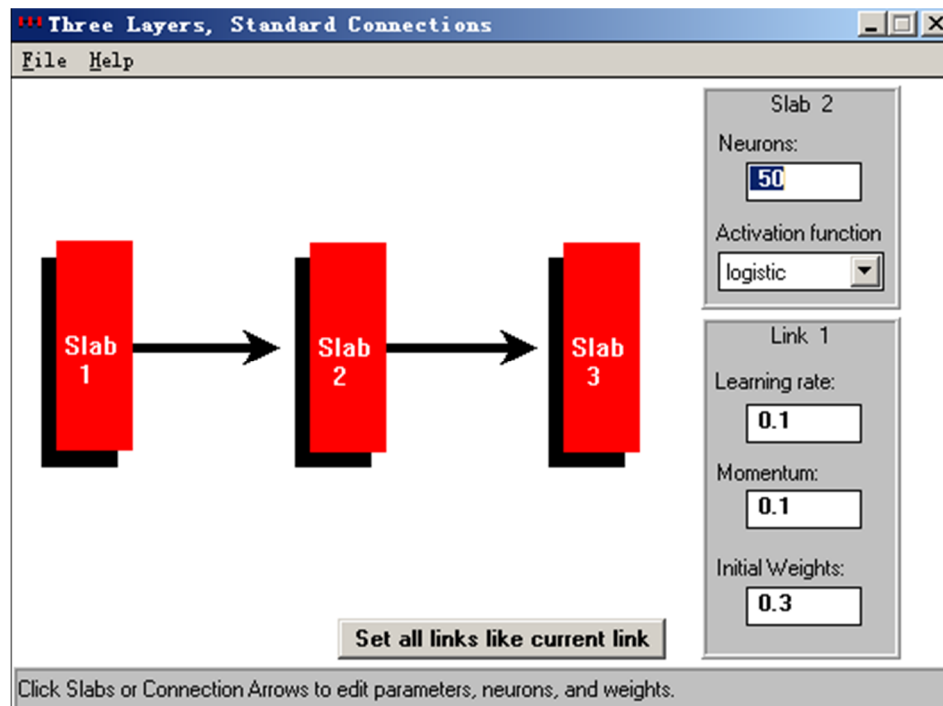 Three Layers, Standard Connections
File Help
Slab 2
Neurons:
50
Activation function
logistic
Slab
1
Slab
2
Slab
3
Link 1
Learning rate:
0.1
Momentum:
0.1
Initial Weights:
0.3
Set all links like current link
Click Slabs or Connection Arrows to edit parameters, neurons, and weights.